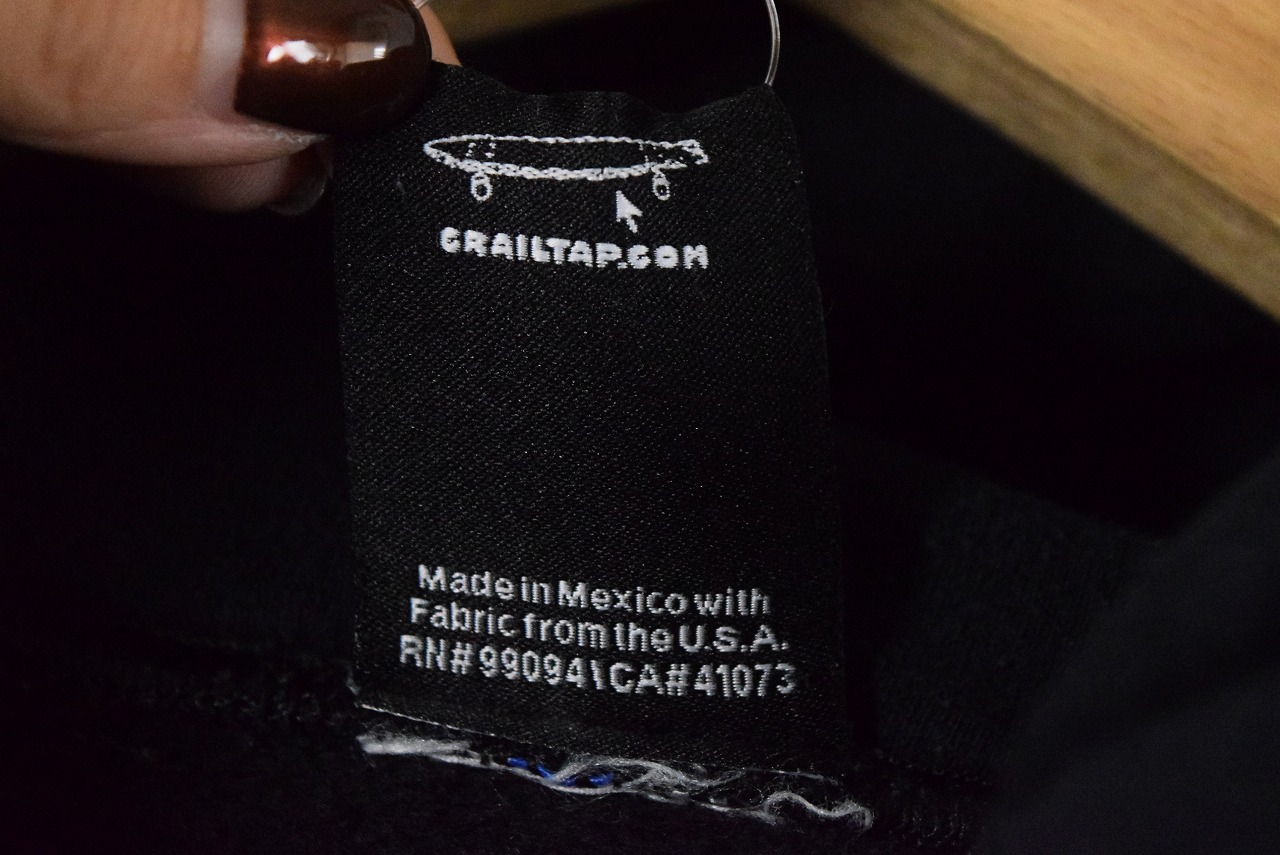 GRAILTAP.COM
Made in Mexico with
Fabric from the U.S.A.
RN# 99094\CA#41073